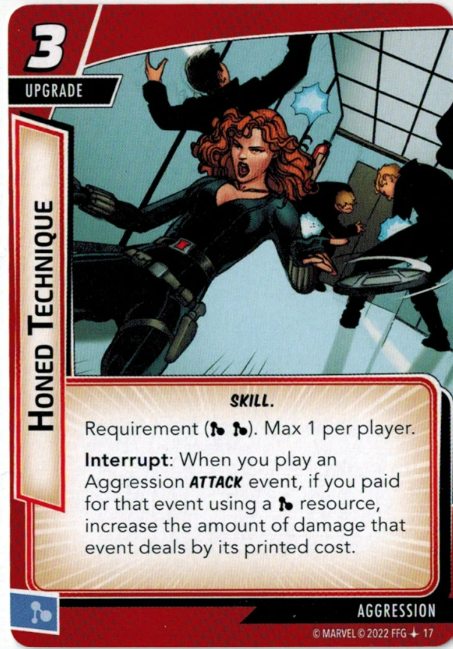 3
UPGRADE
HONED TECHNIQUE
SKILL.
Requirement ( ). Max 1 per player.
Interrupt: When you play an
Aggression ATTACK event, if you paid
for that event using a resource,
increase the amount of damage that
event deals by its printed cost.
AGGRESSION
© MARVEL © 2022 FFG 17